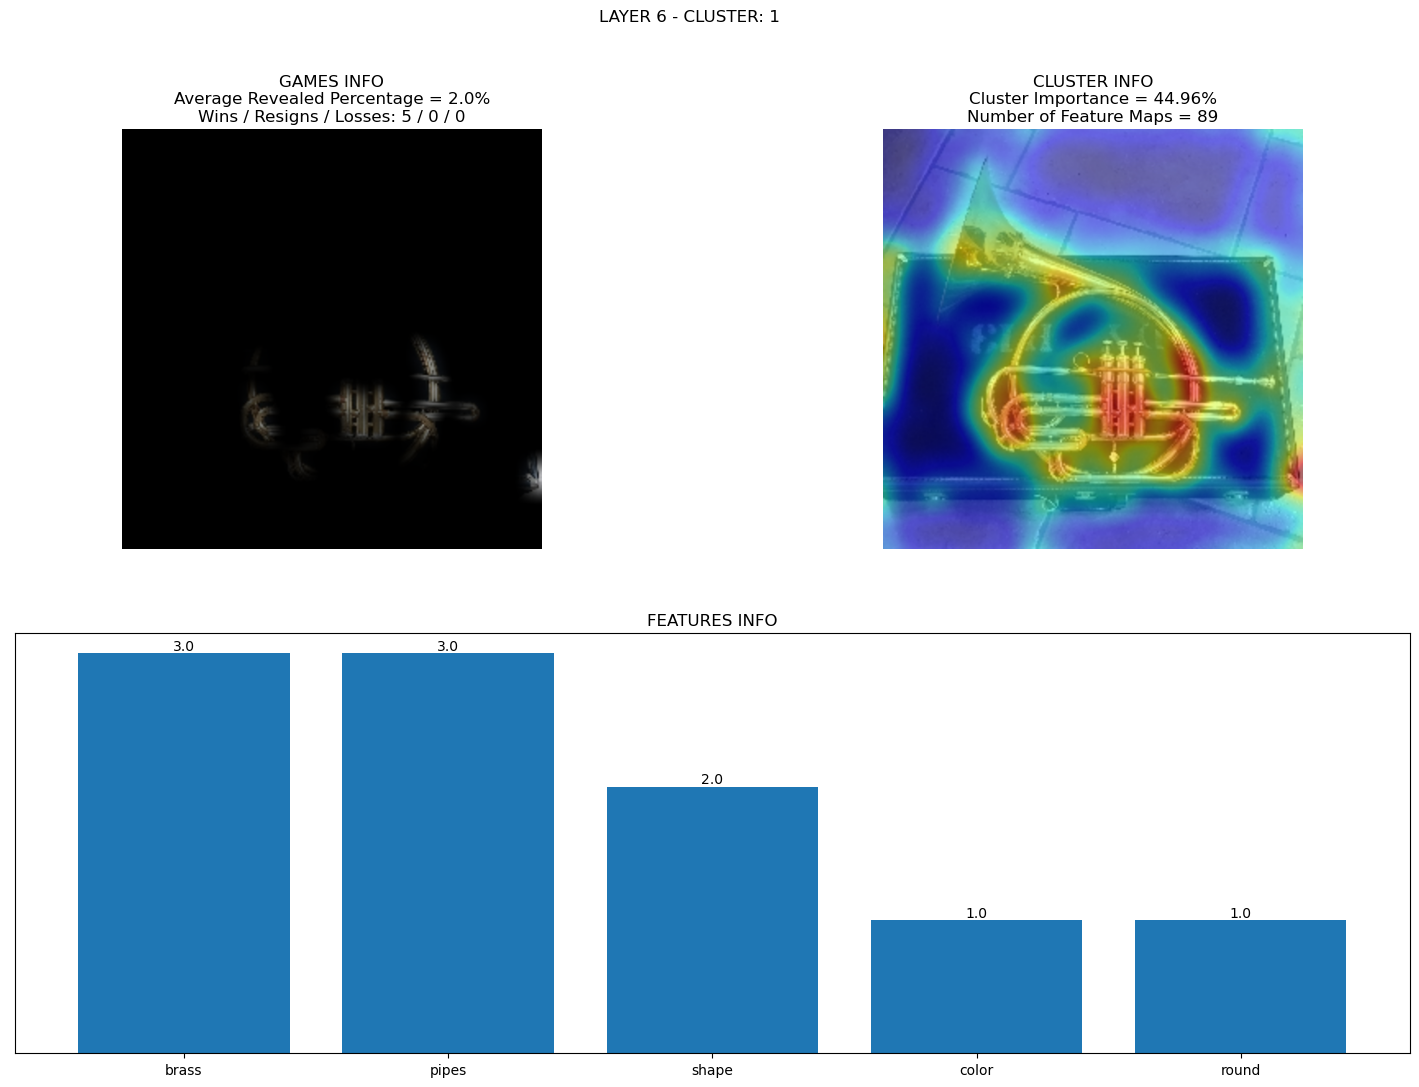 LAYER 6 - CLUSTER: 1
GAMES INFO
Average Revealed Percentage = 2.0%
Wins / Resigns / Losses: 5 / 0 / 0
CLUSTER INFO
Cluster Importance = 44.96%
Number of Feature Maps = 89
FEATURES INFO
3.0
3.0
2.0
1.0
1.0
brass
pipes
shape
color
round